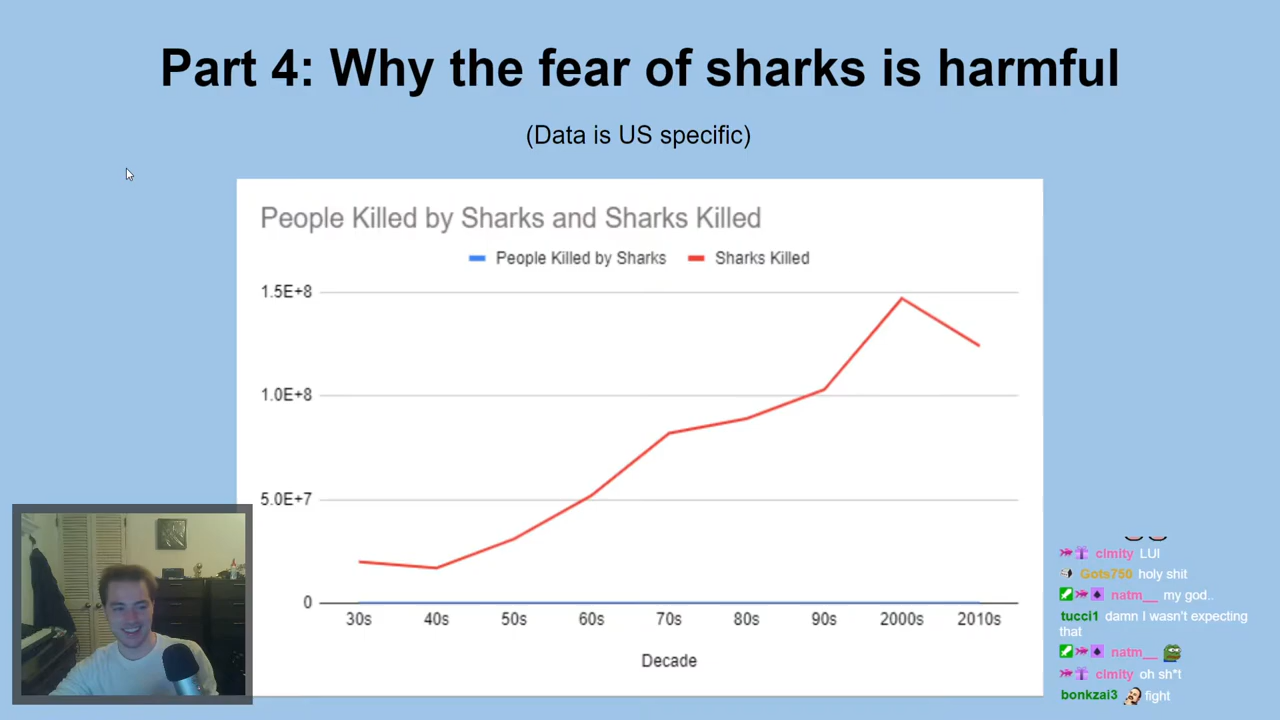 Part 4: Why the fear of sharks is harmful
(Data is US specific)
People Killed by Sharks and Sharks Killed
People Killed by Sharks Sharks Killed
1.5E+8
1.0E+8
5.0E+7
0
30s 40s 50s 60s 70s 80s 90s 2000s 2010s
Decade
cimity LUl
Gots750 holy shit
natm__ my god..
tucci1 damn I wasn't expecting
that
natm__
cimity oh sh*t
bonkzai3 fight